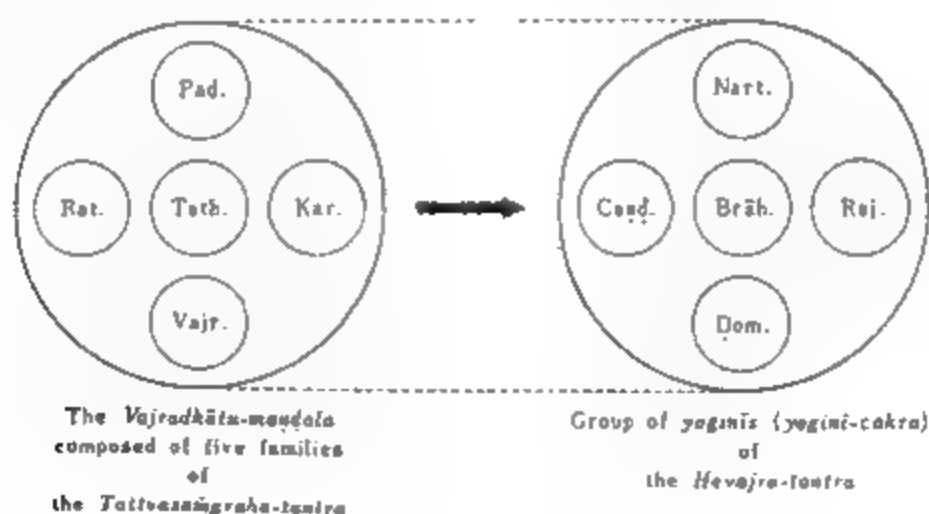 Pad.
Nart.
Rat. Tath. Kar.
Caṇḍ. Brāh. Raj.
Vajr.
Ḍom.
The Vajradhātu-maṇḍala
composed of five families
of
the Tattvasaṁgraha-tantra
Group of yoginīs (yoginī-cakra)
of
the Hevajra-tantra